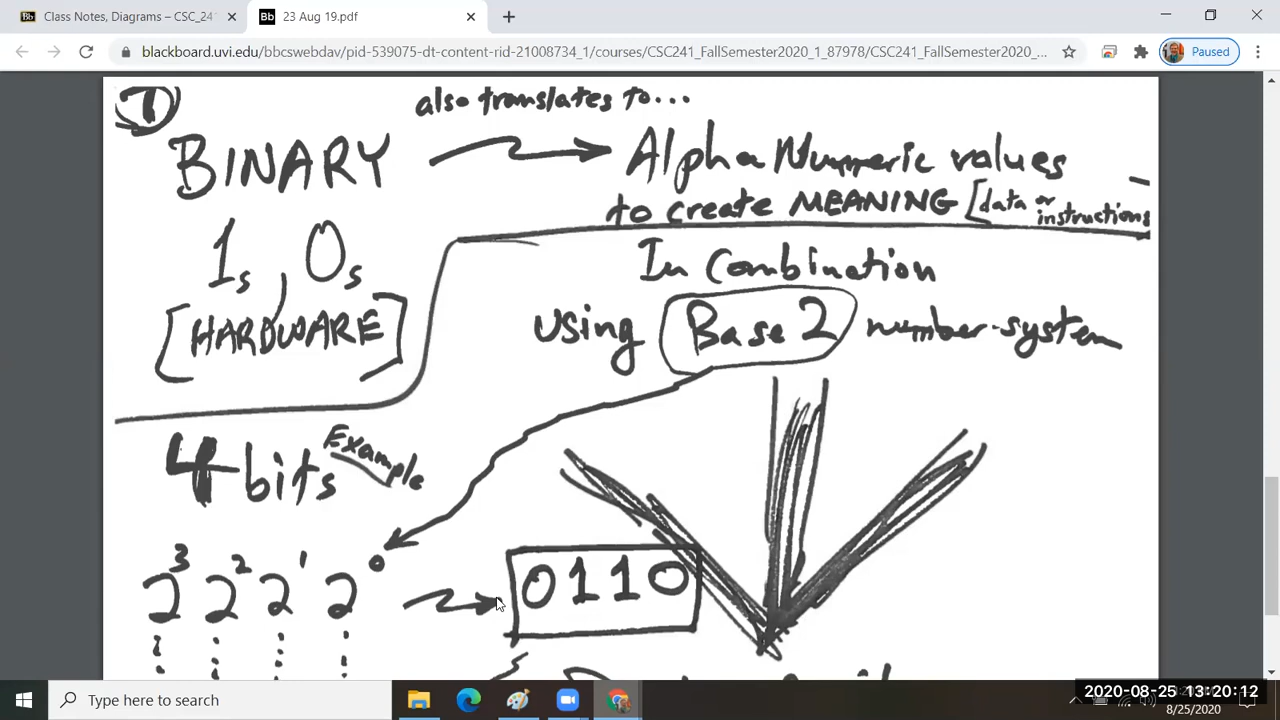 Class Notes, Diagrams – CSC_24
23 Aug 19.pdf
blackboard.uvi.edu/bbcswebdav/pid-539075-dt-content-rid-21008734_1/courses/CSC241_FallSemester2020_1_87978/CSC241_FallSemester2020_...
Paused
7
also translates to...
BINARY
AlphaNumeric values
to create MEANING [data or instructions
1s, 0s
[HARDWARE]
In Combination
using Base 2 number-system
4 bits Example
2³ 2² 2¹ 2⁰
0110
Type here to search
2020-08-25 13:20:12
8/25/2020